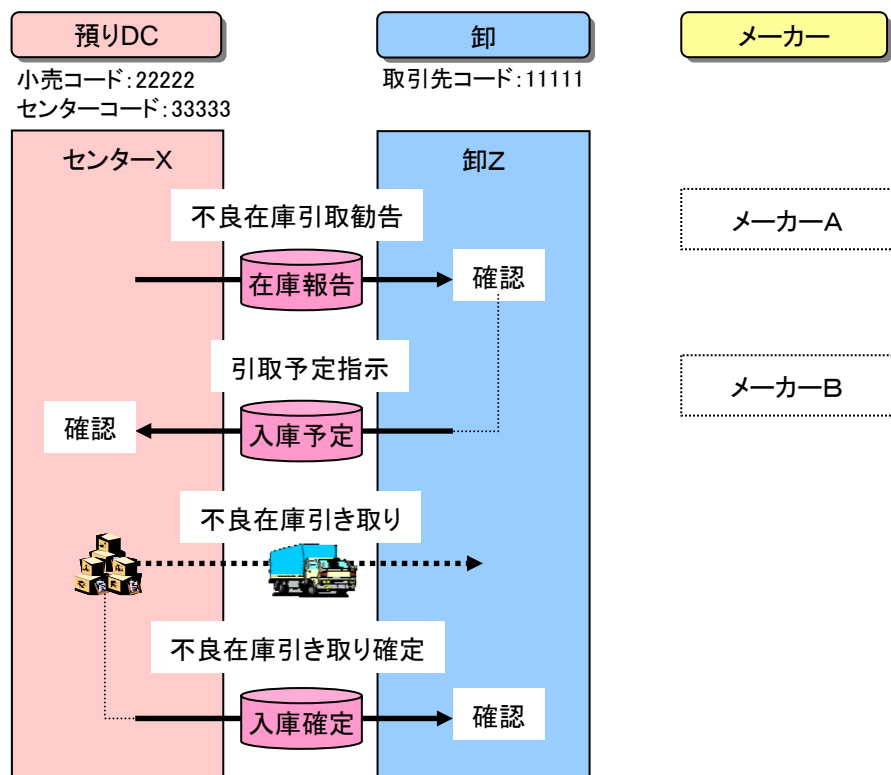 預りDC
卸
メーカー
小売コード:22222
取引先コード:11111
センターコード:33333
センターX
卸Z
不良在庫引取勧告
メーカーA
在庫報告
確認
引取予定指示
メーカーB
確認
入庫予定
不良在庫引き取り
不良在庫引き取り確定
入庫確定
確認